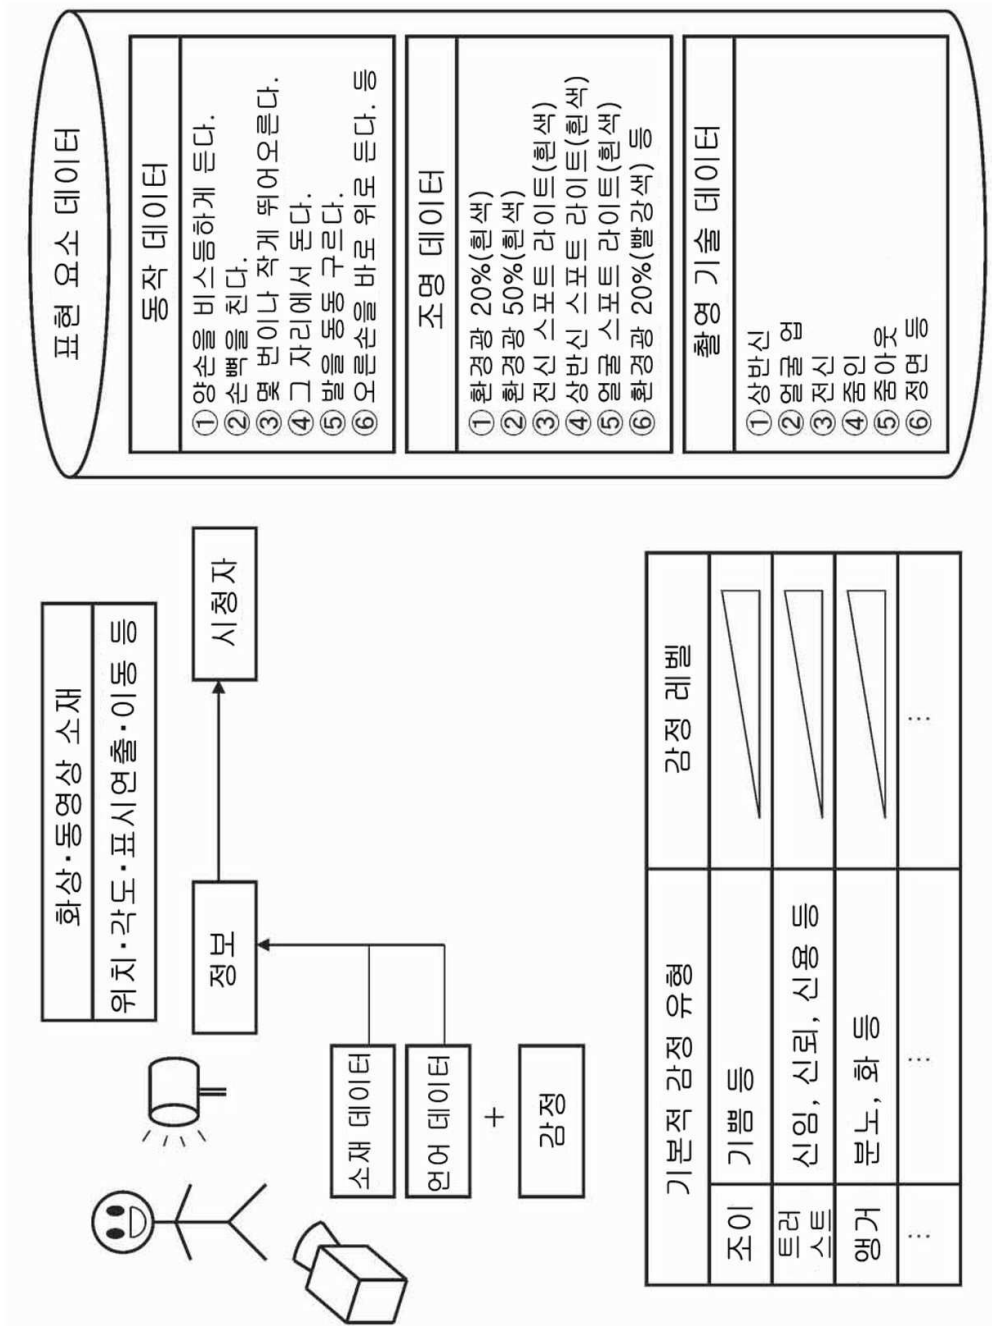 화상·동영상 소재
위치·각도·표시연출·이동 등
정보
시청자
소재 데이터
언어 데이터
+
감정
표현 요소 데이터
동작 데이터
① 양손을 비스듬하게 든다.
② 손뼉을 친다.
③ 몇 번이나 작게 뛰어오른다.
④ 그 자리에서 돈다.
⑤ 발을 동동 구르다.
⑥ 오른손을 바로 위로 든다. 등
조명 데이터
① 환경광 20%(흰색)
② 환경광 50%(흰색)
③ 전신 스포트 라이트(흰색)
④ 상반신 스포트 라이트(흰색)
⑤ 얼굴 스포트 라이트(흰색)
⑥ 환경광 20%(빨강색) 등
촬영 기술 데이터
① 상반신
② 얼굴 업
③ 전신
④ 줌인
⑤ 줌아웃
⑥ 정면 등
기본적 감정 유형 감정 레벨
조이 기쁨 등
트러
스트 신임, 신뢰, 신용 등
앵거 분노, 화 등
⋮ ⋮ ⋮